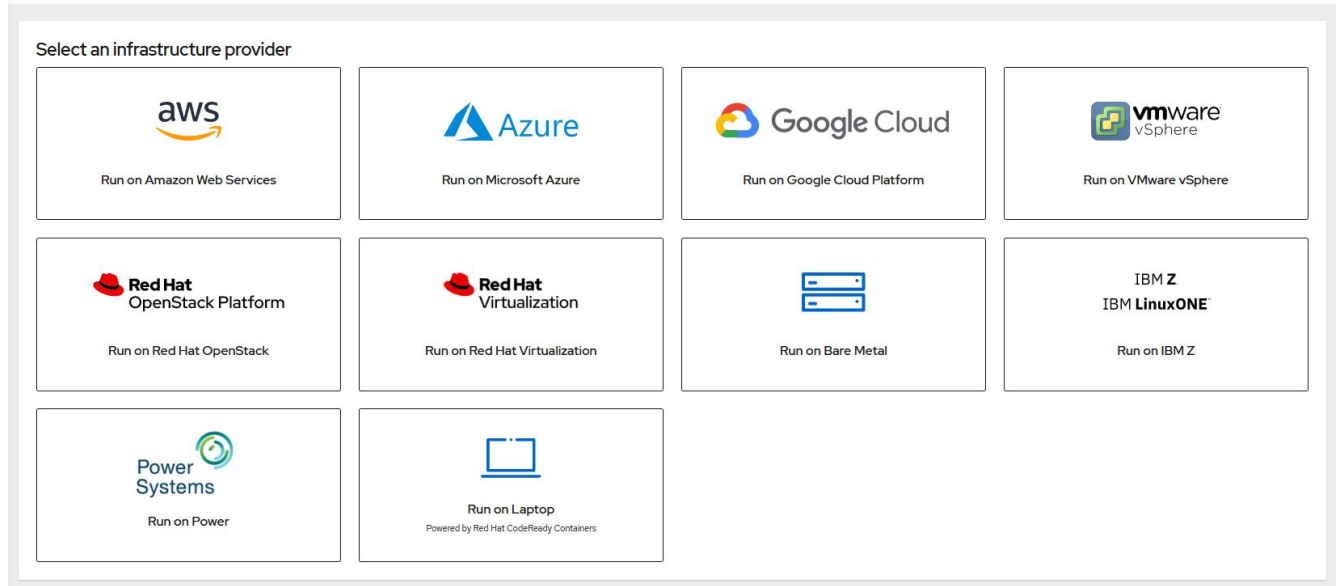 Select an infrastructure provider
aws
Run on Amazon Web Services
Azure
Run on Microsoft Azure
Google Cloud
Run on Google Cloud Platform
vmware
vSphere
Run on VMware vSphere
Red Hat
OpenStack Platform
Run on Red Hat OpenStack
Red Hat
Virtualization
Run on Red Hat Virtualization
Run on Bare Metal
IBM Z
IBM LinuxONE™
Run on IBM Z
Power
Systems
Run on Power
Run on Laptop
Powered by Red Hat CodeReady Containers